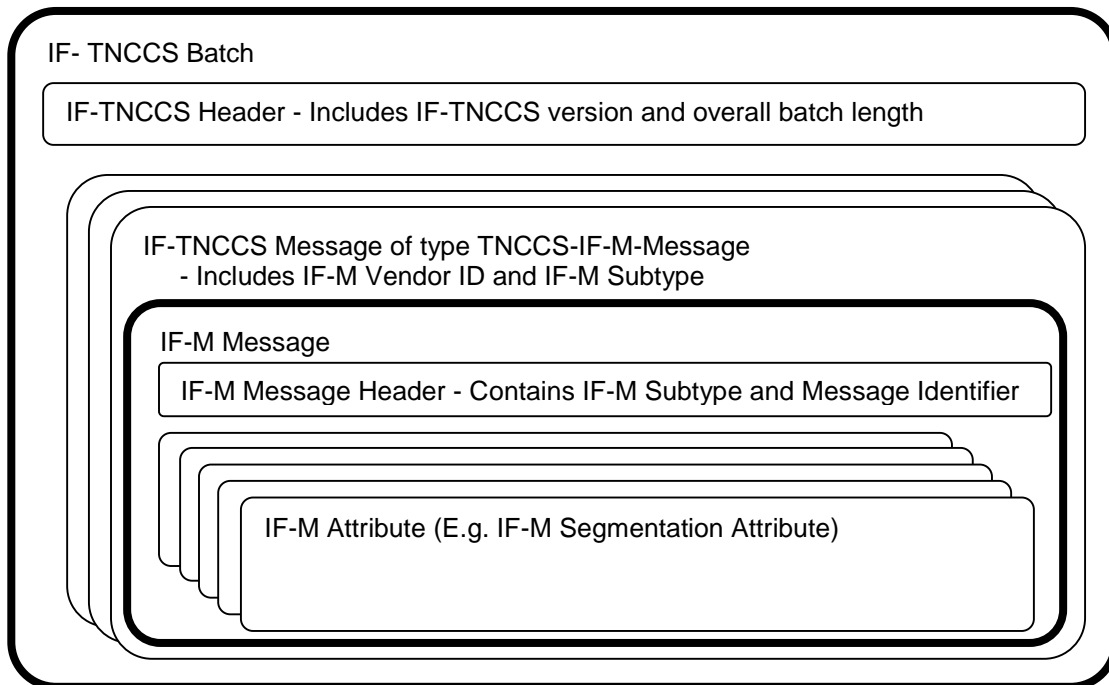 IF- TNCCS Batch
IF-TNCCS Header - Includes IF-TNCCS version and overall batch length
IF-TNCCS Message of type TNCCS-IF-M-Message
- Includes IF-M Vendor ID and IF-M Subtype
IF-M Message
IF-M Message Header - Contains IF-M Subtype and Message Identifier
IF-M Attribute (E.g. IF-M Segmentation Attribute)